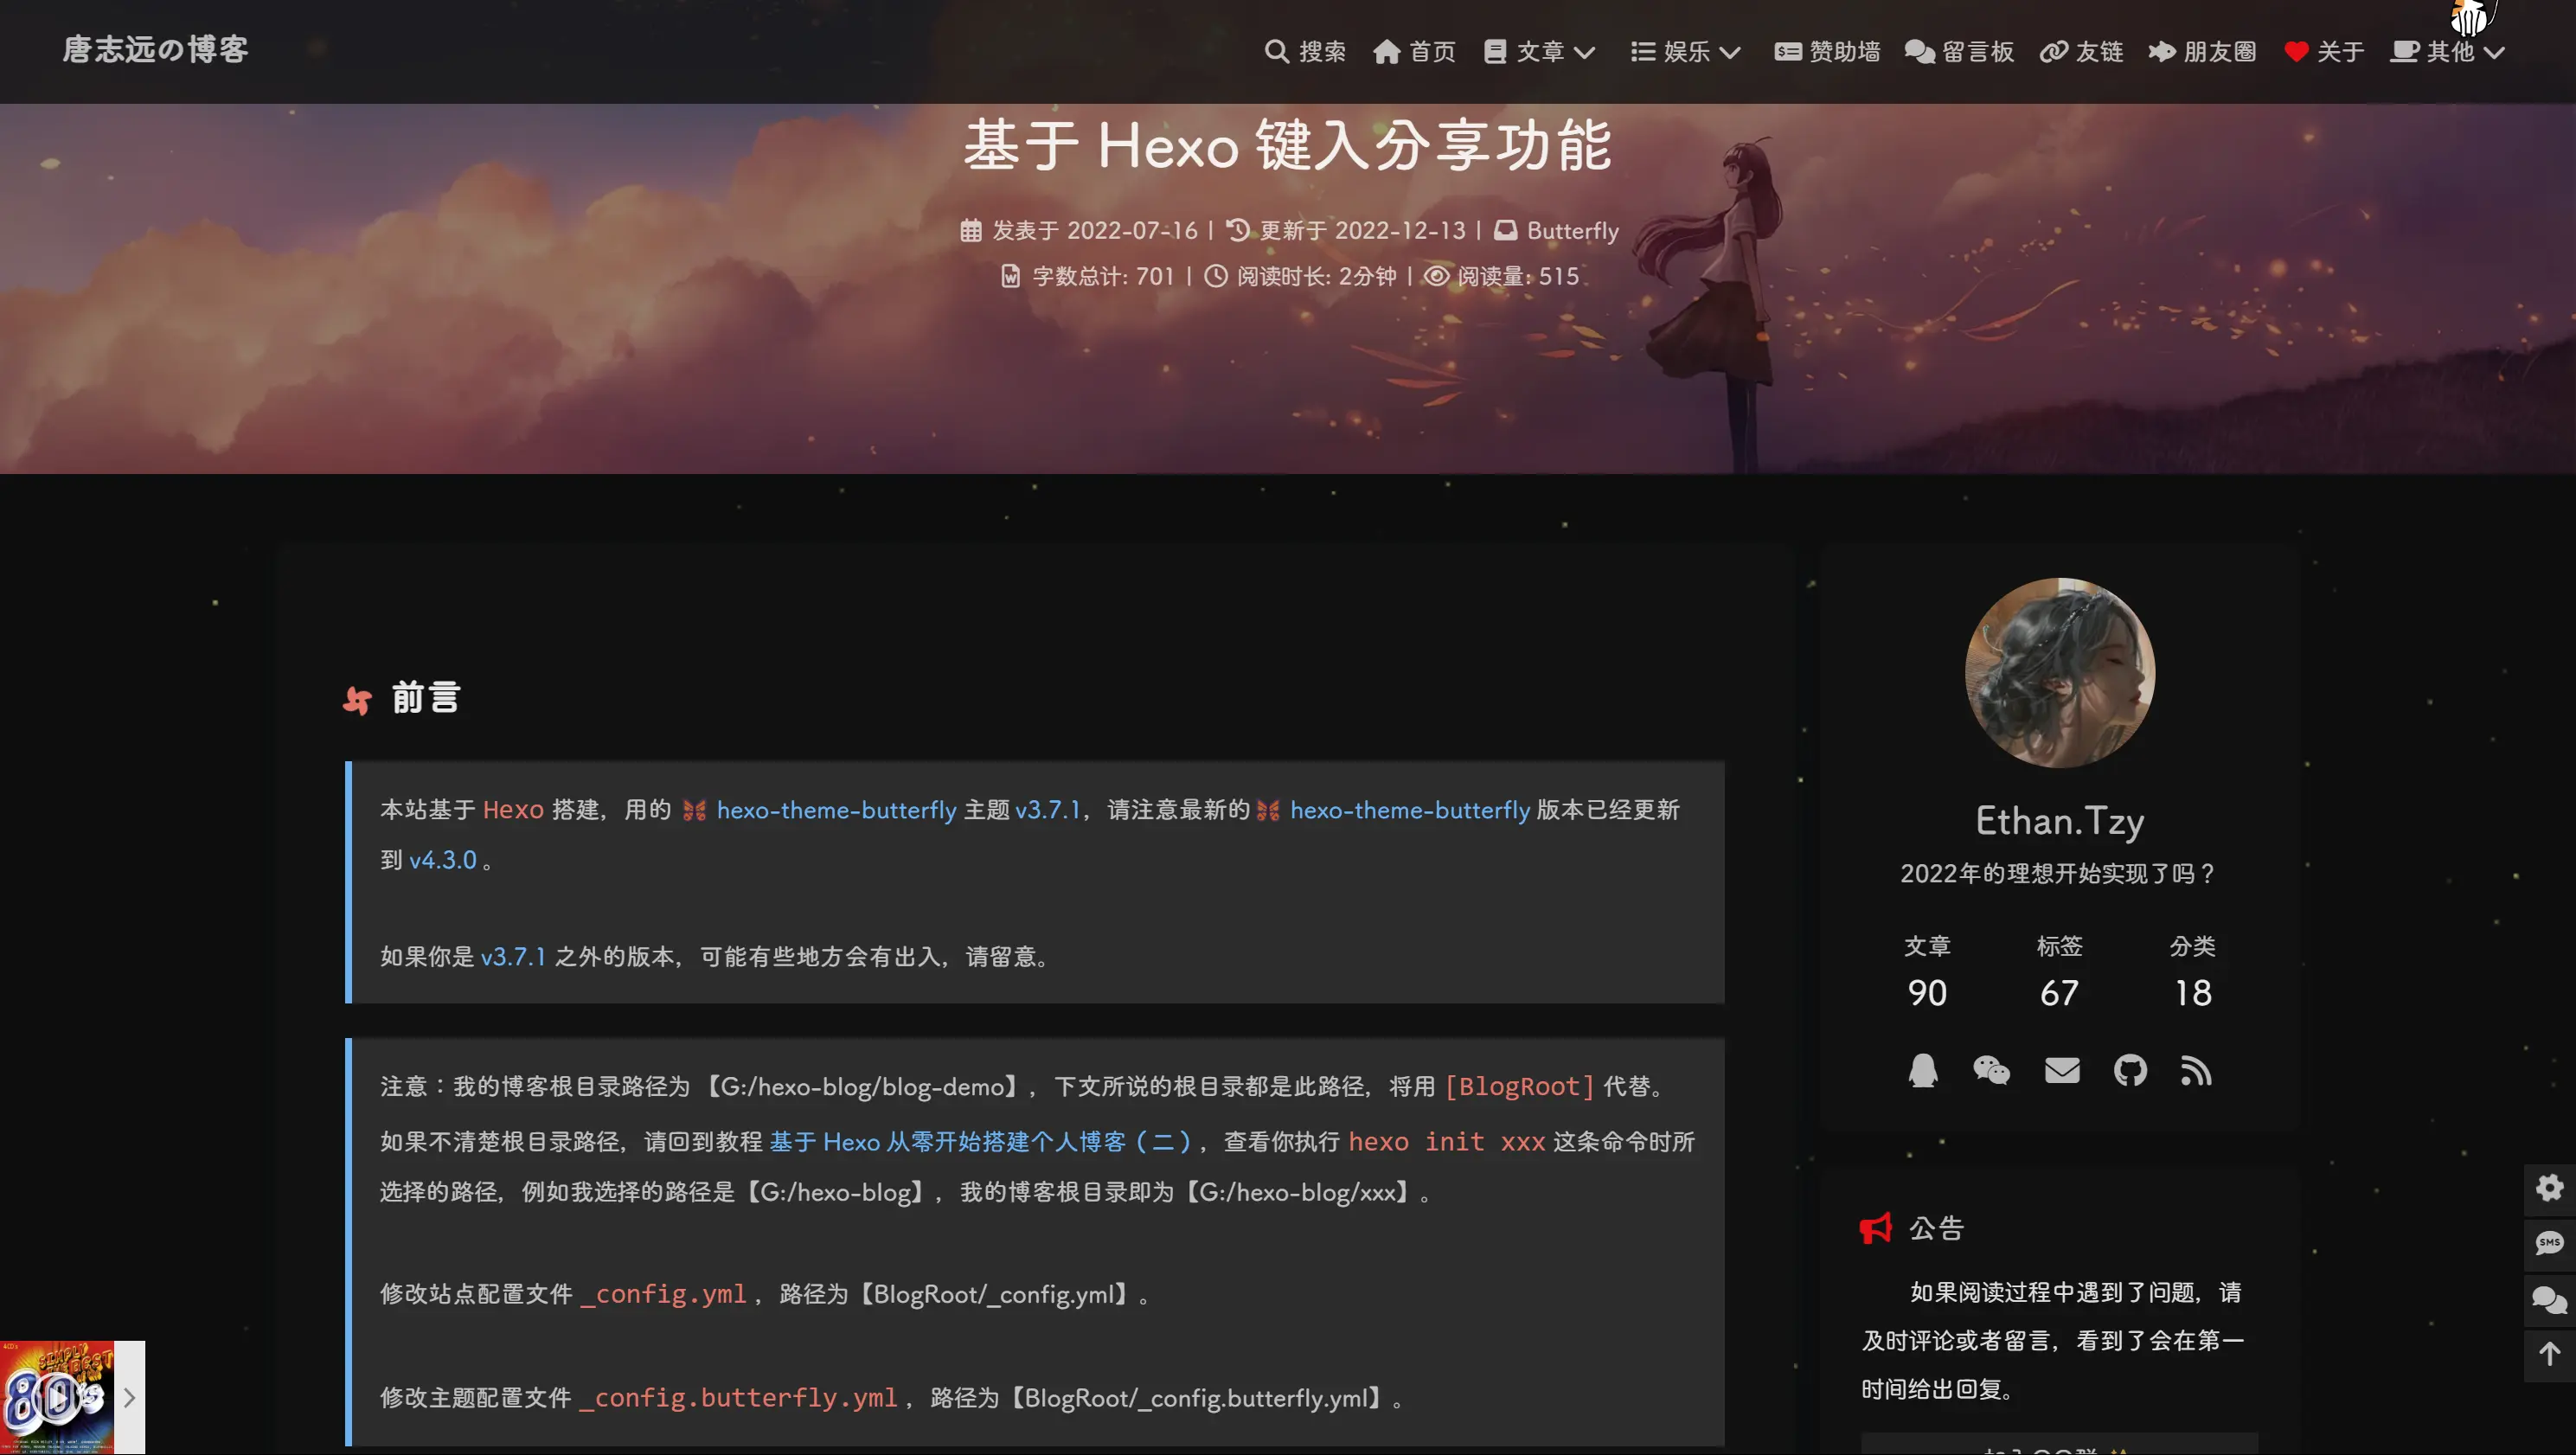 唐志远の博客
搜索 首页 文章 娱乐 赞助墙 留言板 友链 朋友圈 关于 其他
基于 Hexo 键入分享功能
发表于 2022-07-16 | 更新于 2022-12-13 | Butterfly
字数总计: 701 | 阅读时长: 2分钟 | 阅读量: 515
前言
本站基于 Hexo 搭建，用的 hexo-theme-butterfly 主题 v3.7.1，请注意最新的 hexo-theme-butterfly 版本已经更新
到 v4.3.0 。
如果你是 v3.7.1 之外的版本，可能有些地方会有出入，请留意。
注意：我的博客根目录路径为 【G:/hexo-blog/blog-demo】，下文所说的根目录都是此路径，将用 [BlogRoot] 代替。
如果不清楚根目录路径，请回到教程 基于 Hexo 从零开始搭建个人博客（二），查看你执行 hexo init xxx 这条命令时所
选择的路径，例如我选择的路径是【G:/hexo-blog】，我的博客根目录即为【G:/hexo-blog/xxx】。
修改站点配置文件 _config.yml ，路径为【BlogRoot/_config.yml】。
修改主题配置文件 _config.butterfly.yml ，路径为【BlogRoot/_config.butterfly.yml】。
Ethan.Tzy
2022年的理想开始实现了吗？
文章 标签 分类
90 67 18
公告
如果阅读过程中遇到了问题，请
及时评论或者留言，看到了会在第一
时间给出回复。
SMS
SIMPLY
THE BEST
80's